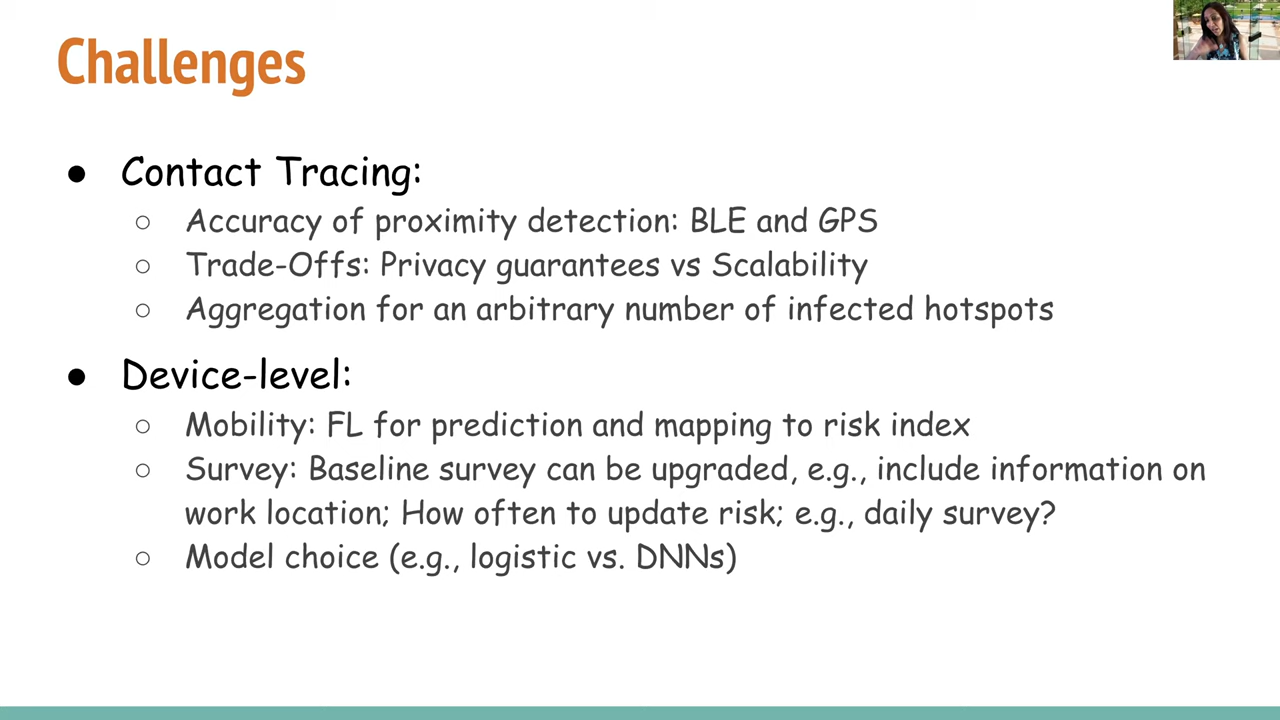 Challenges
● Contact Tracing:
○ Accuracy of proximity detection: BLE and GPS
○ Trade-Offs: Privacy guarantees vs Scalability
○ Aggregation for an arbitrary number of infected hotspots
● Device-level:
○ Mobility: FL for prediction and mapping to risk index
○ Survey: Baseline survey can be upgraded, e.g., include information on
work location; How often to update risk; e.g., daily survey?
○ Model choice (e.g., logistic vs. DNNs)